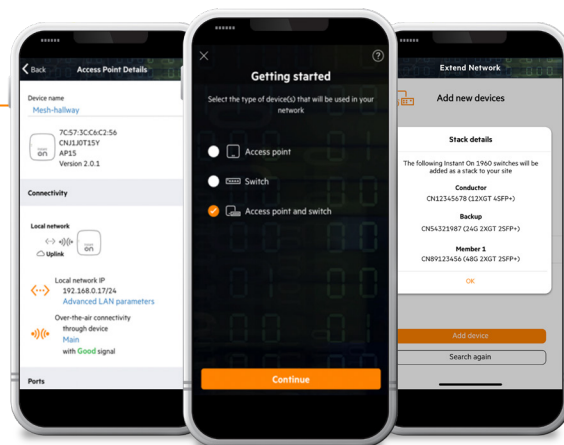 Back
Access Point Details
Device name
Mesh-hallway
on
7C:57:3C:C6:C2:56
CNJ1J0T15Y
AP15
Version 2.0.1
Connectivity
Local network
Uplink
on
Local network IP
192.168.0.17/24
Advanced LAN parameters
Over-the-air connectivity
through device
Main
with Good signal
Ports
?
Getting started
Select the type of device(s) that will be used in your
network
Access point
Switch
Access point and switch
Continue
Extend Network
Add new devices
Stack details
The following Instant On 1960 switches will be
added as a stack to your site
Conductor
CN12345678 (12XGT 4SFP+)
Backup
CN54321987 (24G 2XGT 2SFP+)
Member 1
CN89123456 (48G 2XGT 2SFP+)
OK
Add device
Search again